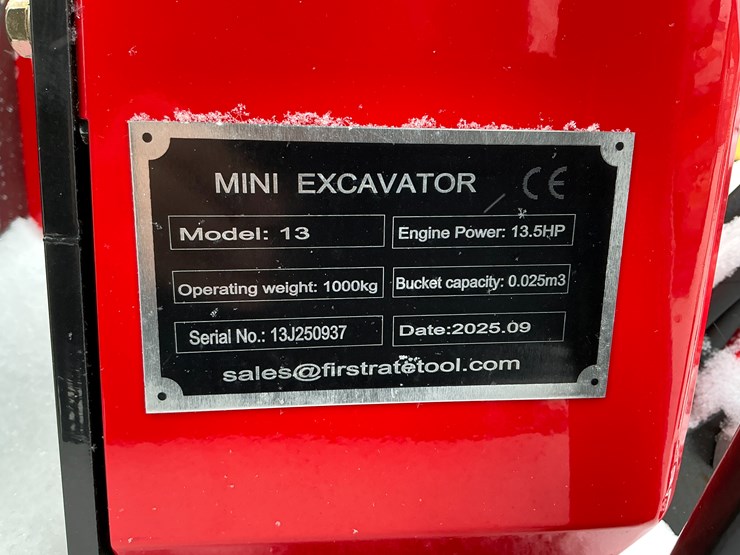 MINI EXCAVATOR CE
Model: 13
Engine Power: 13.5HP
Operating weight: 1000kg
Bucket capacity: 0.025m3
Serial No.: 13J250937
Date:2025.09
sales@firstratetool.com